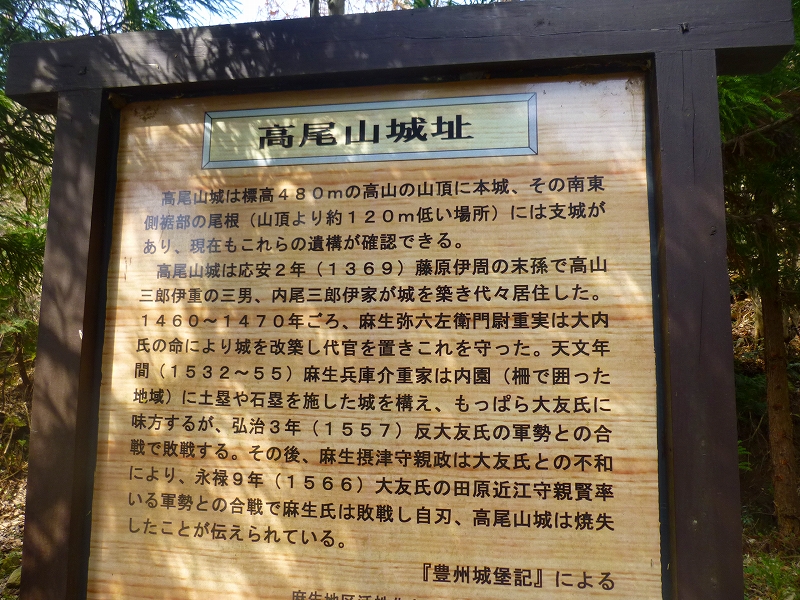 高尾山城址
高尾山城は標高480mの高山の山頂に本城、その南東
側裾部の尾根（山頂より約120m低い場所）には支城が
あり、現在もこれらの遺構が確認できる。
高尾山城は応安2年（1369）藤原伊周の末孫で高山
三郎伊重の三男、内尾三郎伊家が城を築き代々居住した。
1460～1470年ごろ、麻生弥六左衛門尉重実は大内
氏の命により城を改築し代官を置きこれを守った。天文年
間（1532～55）麻生兵庫介重家は内園（柵で囲った
地域）に土塁や石塁を施した城を構え、もっぱら大友氏に
味方するが、弘治3年（1557）反大友氏の軍勢との合
戦で敗戦する。その後、麻生摂津守親政は大友氏との不和
により、永禄9年（1566）大友氏の田原近江守親賢率
いる軍勢との合戦で麻生氏は敗戦し自刃、高尾山城は焼失
したことが伝えられている。
『豊州城堡記』による
麻生地区活性化